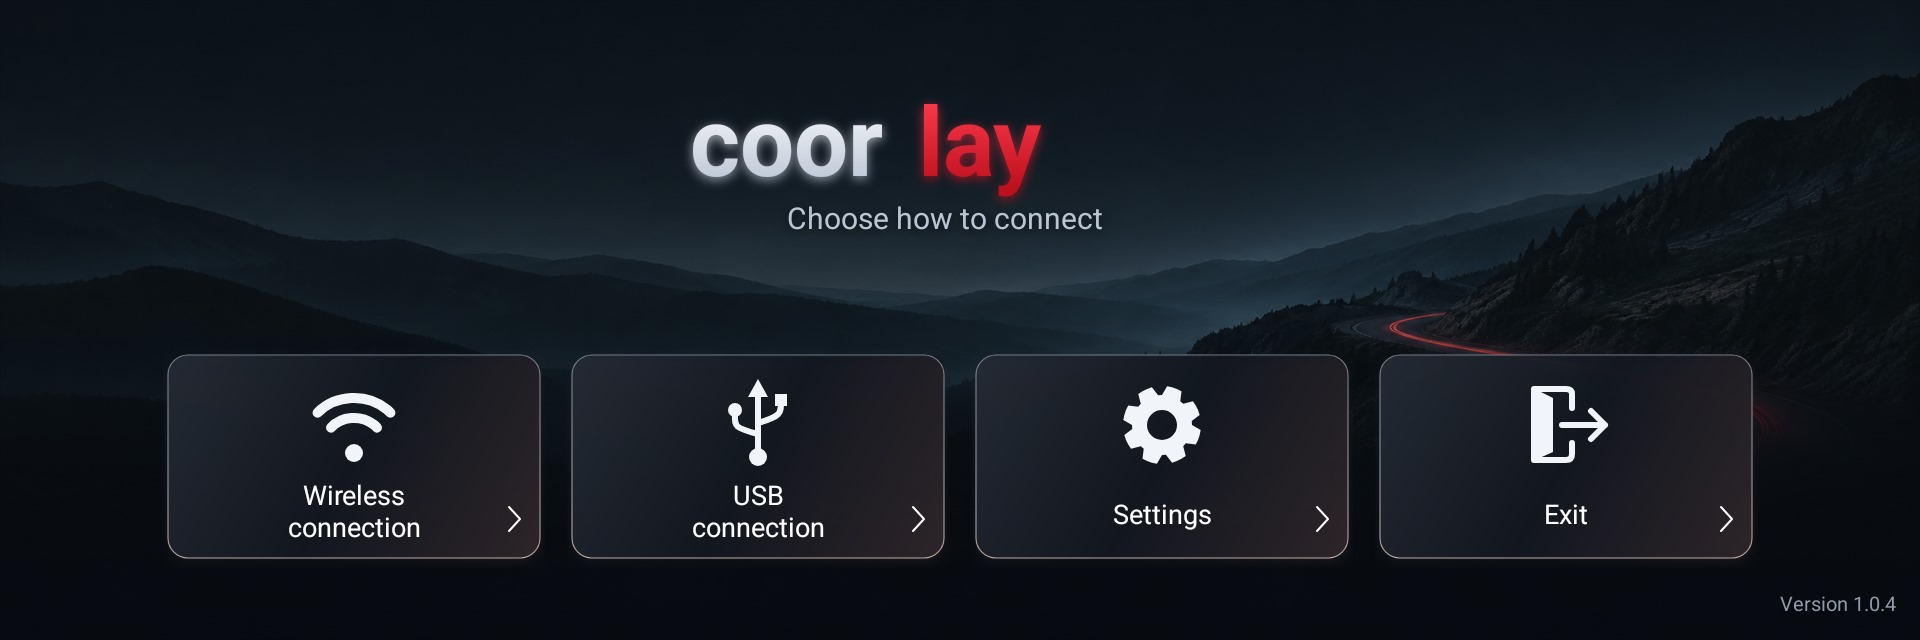 coor lay
Choose how to connect
Wireless
connection
USB
connection
Settings
Exit
Version 1.0.4